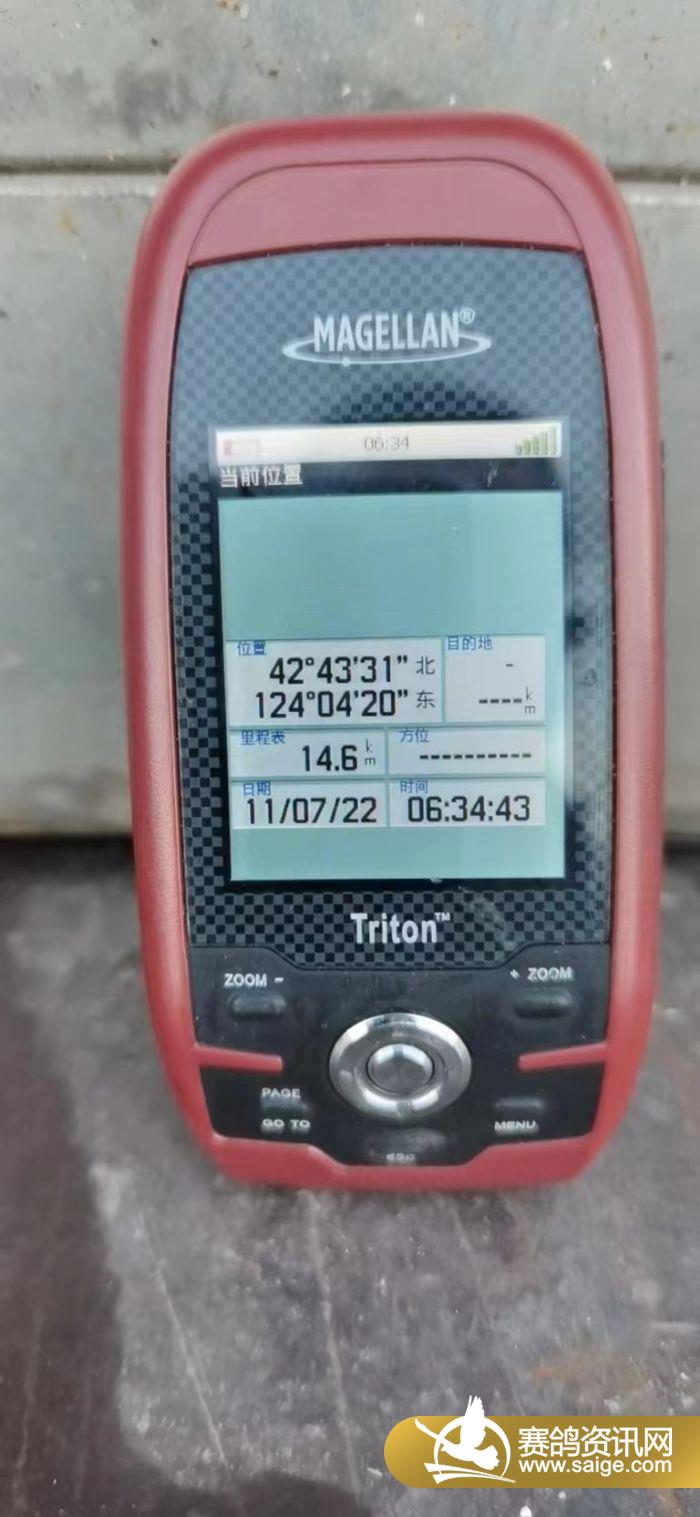 MAGELLAN®
06:34
当前位置
位置
目的地
42°43'31" 北
124°04'20" 东
-
---- km
里程表
方位
14.6 km
----------
日期
时间
11/07/22
06:34:43
Triton™
ZOOM -
+ ZOOM
PAGE
GO TO
MENU
赛鸽资讯网
www.saige.com